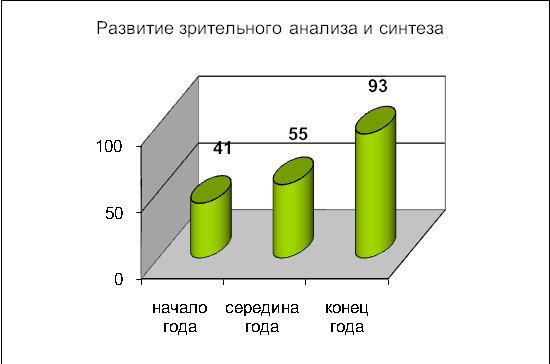 Развитие зрительного анализа и синтеза
93
55
41
100
50
0
начало года
середина года
конец года